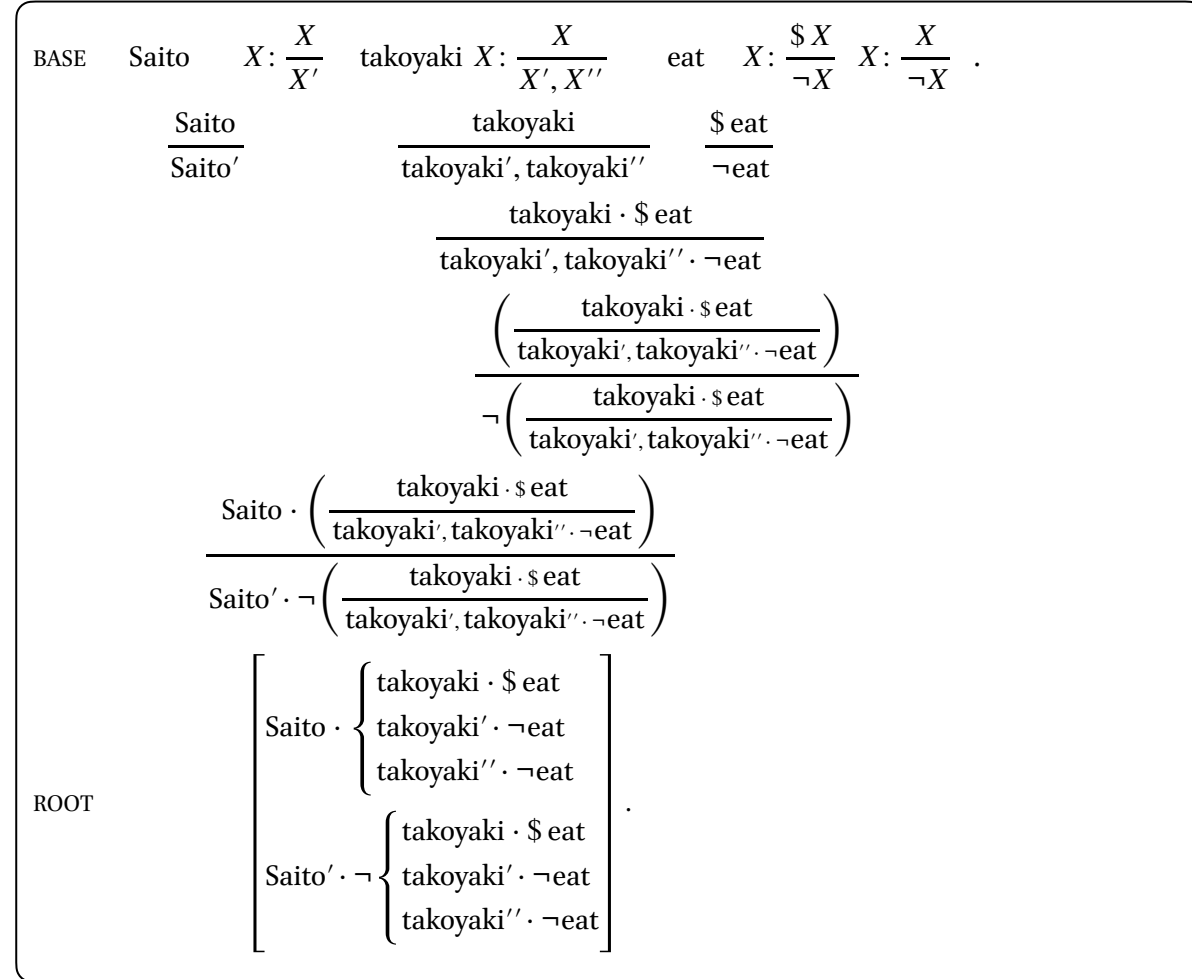 BASE Saito X: X/X′ takoyaki X: X/X′, X′′ eat X: $ X/¬X X: X/¬X .
Saito/Saito′ takoyaki/takoyaki′, takoyaki′′ $ eat/¬eat
takoyaki · $ eat
takoyaki′, takoyaki′′ · ¬eat
( takoyaki · $ eat
takoyaki′, takoyaki′′ · ¬eat )
¬ ( takoyaki · $ eat
takoyaki′, takoyaki′′ · ¬eat )
Saito · ( takoyaki · $ eat
takoyaki′, takoyaki′′ · ¬eat )
Saito′ · ¬ ( takoyaki · $ eat
takoyaki′, takoyaki′′ · ¬eat )
takoyaki · $ eat
Saito · { takoyaki′ · ¬eat
takoyaki′′ · ¬eat
ROOT .
takoyaki · $ eat
Saito′ · ¬ { takoyaki′ · ¬eat
takoyaki′′ · ¬eat